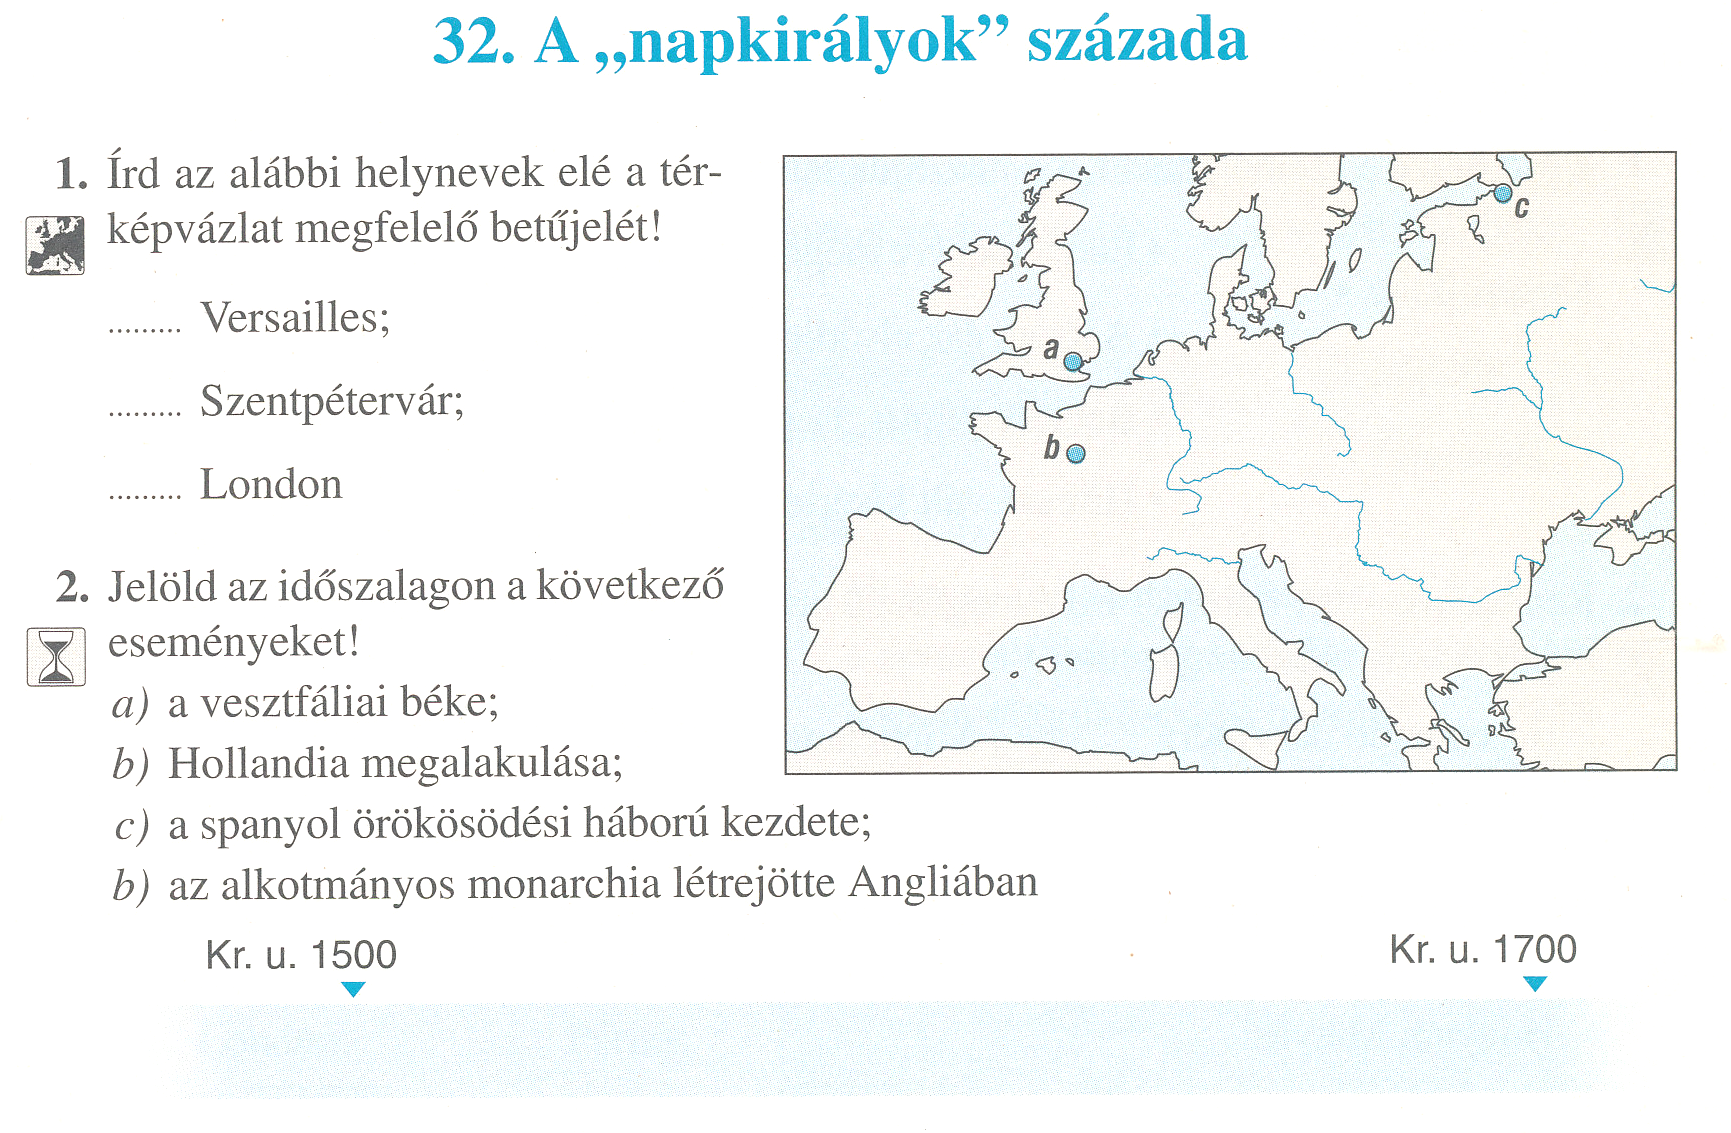 32. A „napkirályok” százada
1. Írd az alábbi helynevek elé a tér-
képvázlat megfelelő betűjelét!
......... Versailles;
......... Szentpétervár;
......... London
a
b
c
2. Jelöld az időszalagon a következő
eseményeket!
a) a vesztfáliai béke;
b) Hollandia megalakulása;
c) a spanyol örökösödési háború kezdete;
b) az alkotmányos monarchia létrejötte Angliában
Kr. u. 1500
Kr. u. 1700